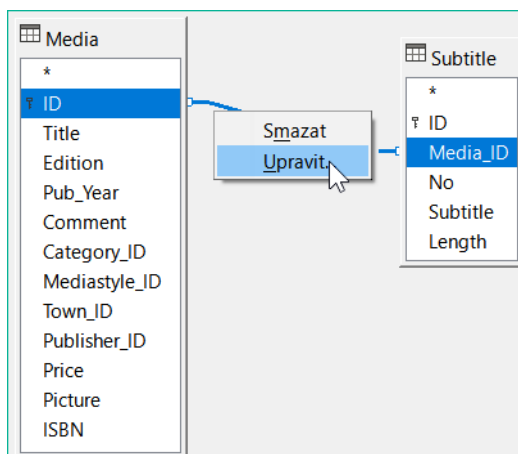 Media
*
ID
Title
Edition
Pub_Year
Comment
Category_ID
Mediastyle_ID
Town_ID
Publisher_ID
Price
Picture
ISBN
Smazat
Upravit...
Subtitle
*
ID
Media_ID
No
Subtitle
Length